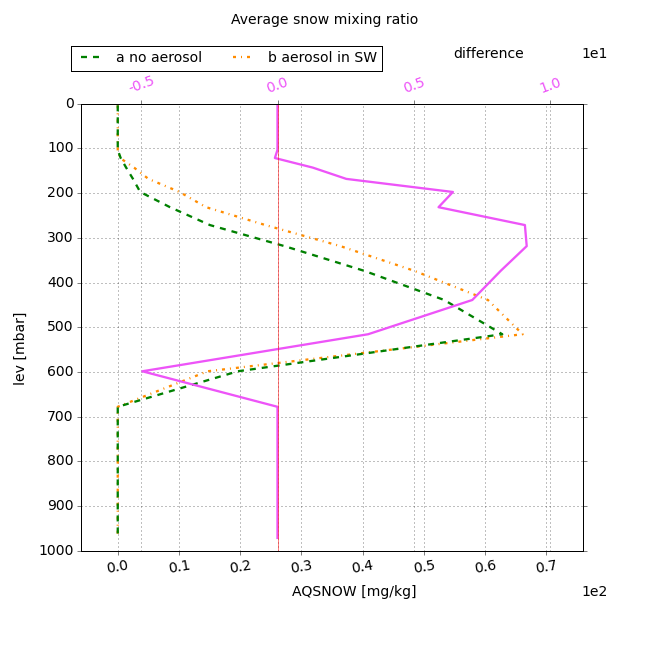 Average snow mixing ratio
a no aerosol b aerosol in SW difference 1e1
-0.5 0.0 0.5 1.0
0
100
200
300
400
500
600
700
800
900
1000
lev [mbar]
0.0 0.1 0.2 0.3 0.4 0.5 0.6 0.7
AQSNOW [mg/kg] 1e2